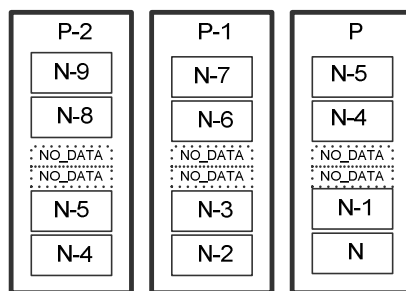 P-2
N-9
N-8
NO_DATA
NO_DATA
N-5
N-4
P-1
N-7
N-6
NO_DATA
NO_DATA
N-3
N-2
P
N-5
N-4
NO_DATA
NO_DATA
N-1
N